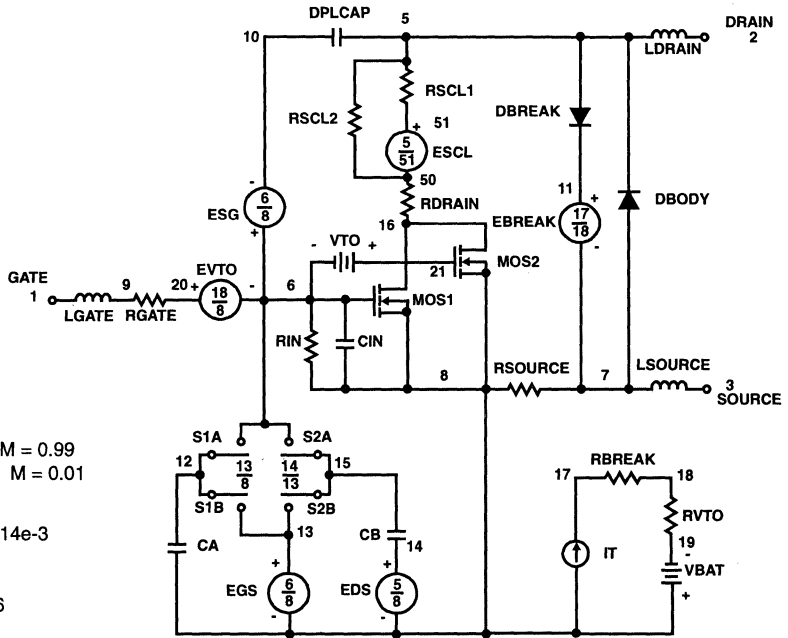 DPLCAP
5
10
DRAIN
2
LDRAIN
RSCL1
RSCL2
+ 51
5
51
ESCL
DBREAK
50
RDRAIN
11
+
DBODY
-
6
8
ESG
+
16
EBREAK
17
18
-
- VTO +
MOS2
21
EVTO
GATE
1
9
20 +
18
8
-
6
LGATE
RGATE
MOS1
RIN
CIN
8
RSOURCE
7
LSOURCE
3
SOURCE
M = 0.99
M = 0.01
S1A
S2A
12
13
8
14
13
15
S1B
S2B
13
14e-3
CA
CB
14
+
EGS
6
8
-
+
EDS
5
8
-
6
17
RBREAK
18
RVTO
19
IT
-
VBAT
+